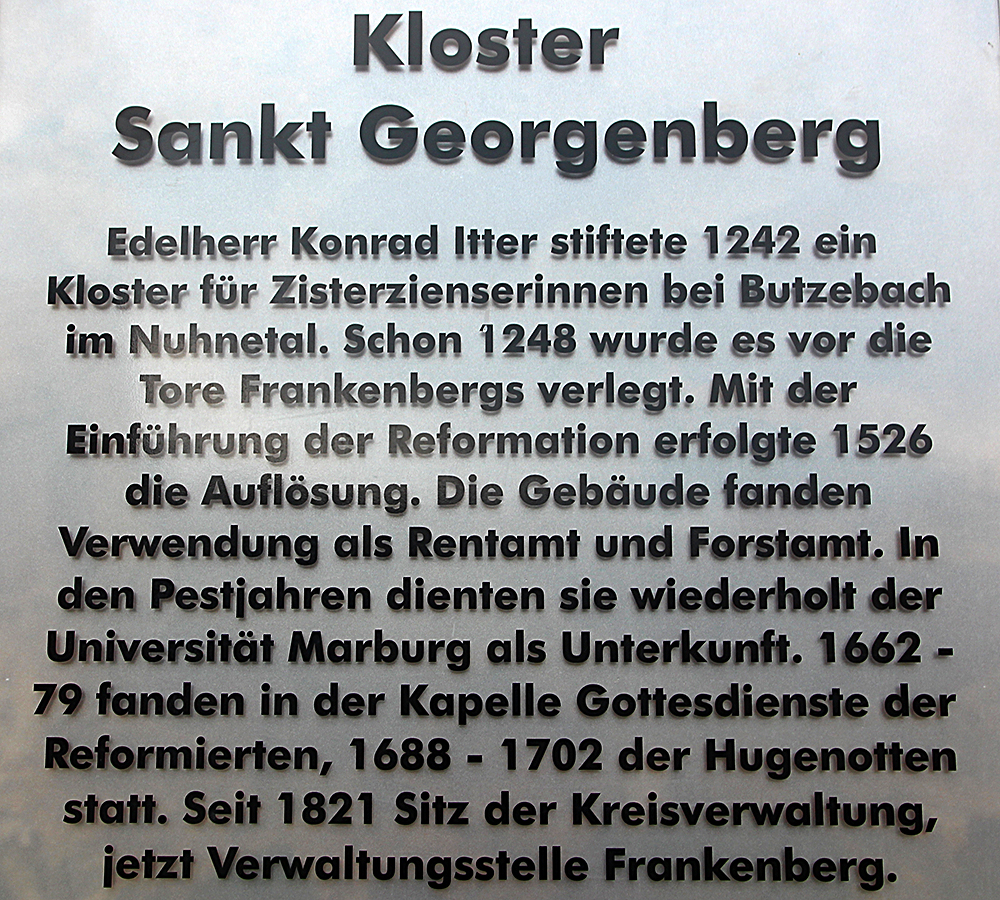 Kloster
Sankt Georgenberg
Edelherr Konrad Itter stiftete 1242 ein
Kloster für Zisterzienserinnen bei Butzebach
im Nuhnetal. Schon 1248 wurde es vor die
Tore Frankenbergs verlegt. Mit der
Einführung der Reformation erfolgte 1526
die Auflösung. Die Gebäude fanden
Verwendung als Rentamt und Forstamt. In
den Pestjahren dienten sie wiederholt der
Universität Marburg als Unterkunft. 1662 -
79 fanden in der Kapelle Gottesdienste der
Reformierten, 1688 - 1702 der Hugenotten
statt. Seit 1821 Sitz der Kreisverwaltung,
jetzt Verwaltungsstelle Frankenberg.